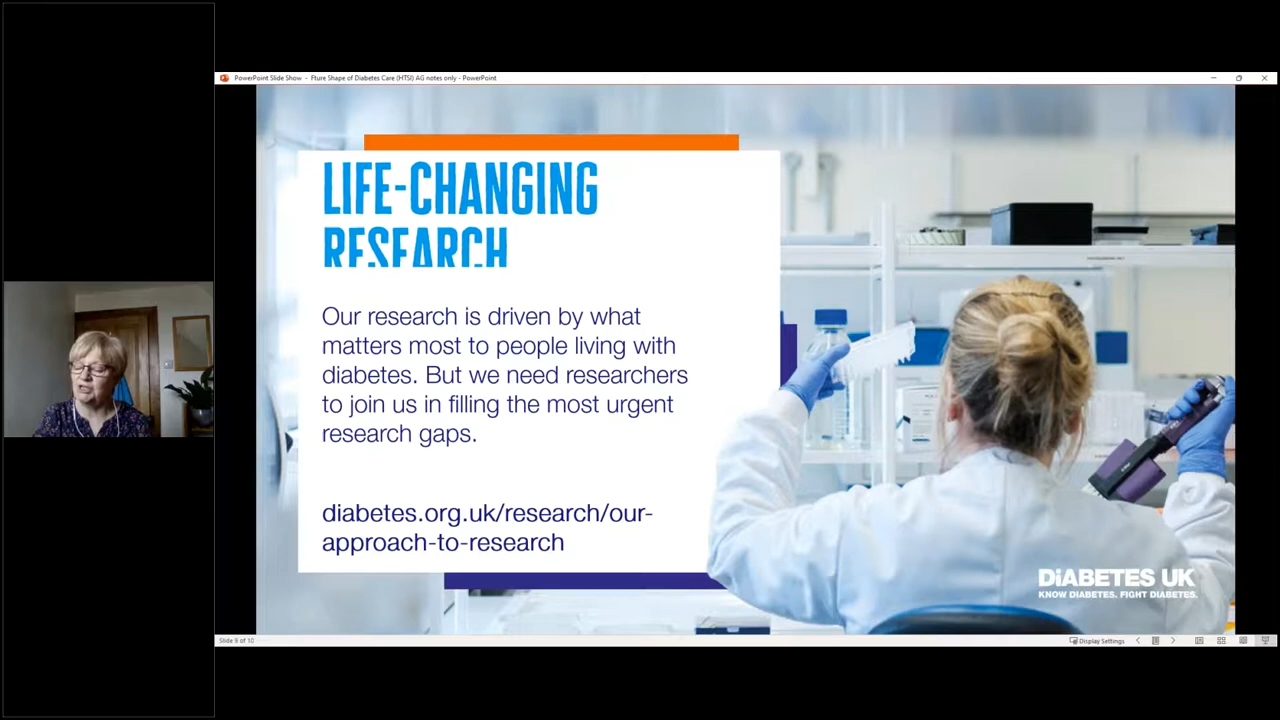 PowerPoint Slide Show - Fture Shape of Diabetes Care (HTSI) AG notes only - PowerPoint
LIFE-CHANGING
RESEARCH
Our research is driven by what
matters most to people living with
diabetes. But we need researchers
to join us in filling the most urgent
research gaps.
diabetes.org.uk/research/our-
approach-to-research
DiABETES UK
KNOW DIABETES. FIGHT DIABETES.
Slide 9 of 10
Display Settings